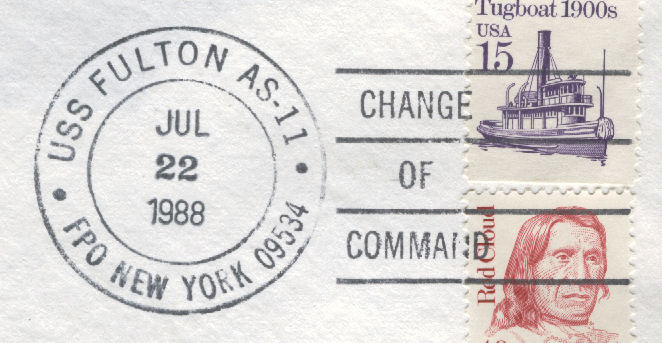 USS FULTON AS-11
JUL
22
1988
FPO NEW YORK 09534
CHANGE
OF
COMMAND
Tugboat 1900s
USA
15
Red Cloud